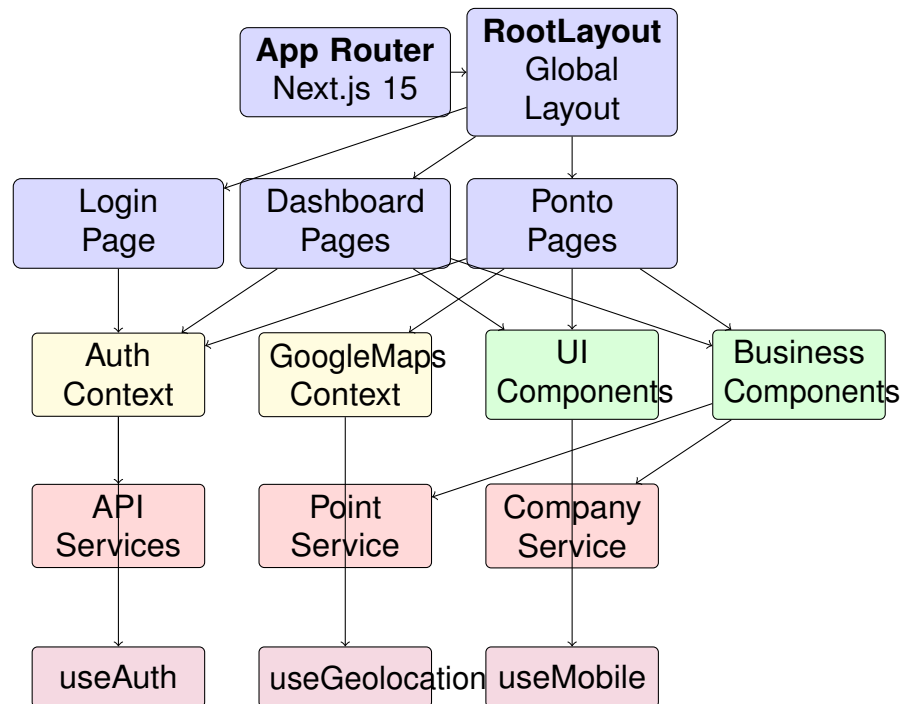 App Router
Next.js 15
RootLayout
Global
Layout
Login
Page
Dashboard
Pages
Ponto
Pages
Auth
Context
GoogleMaps
Context
UI
Components
Business
Components
API
Services
Point
Service
Company
Service
useAuth
useGeolocation
useMobile